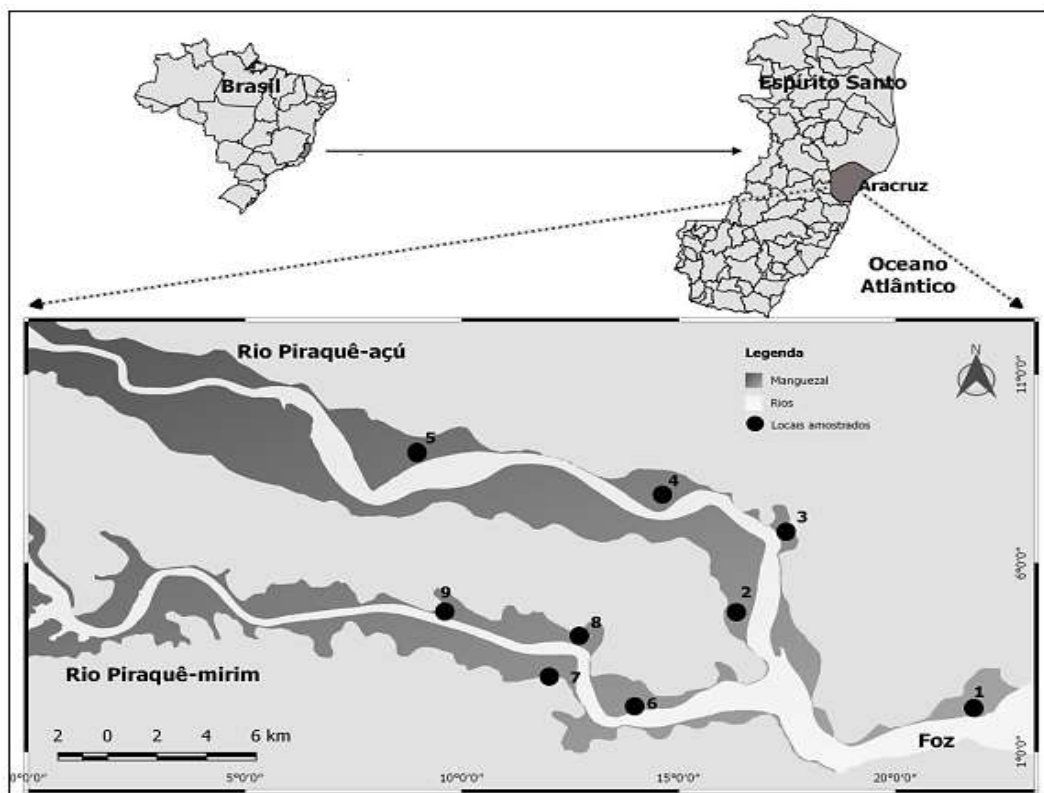 Brasil
Espírito Santo
Aracruz
Oceano
Atlântico
Rio Piraquê-açú
Legenda
Manguezal
Rios
Locais amostrados
N
11°0'0"
5
4
3
6°0'0"
9
2
8
Rio Piraquê-mirim
7
6
1
Foz
2 0 2 4 6 km
1°0'0"
0°0'0"
5°0'0"
10°0'0"
15°0'0"
20°0'0"